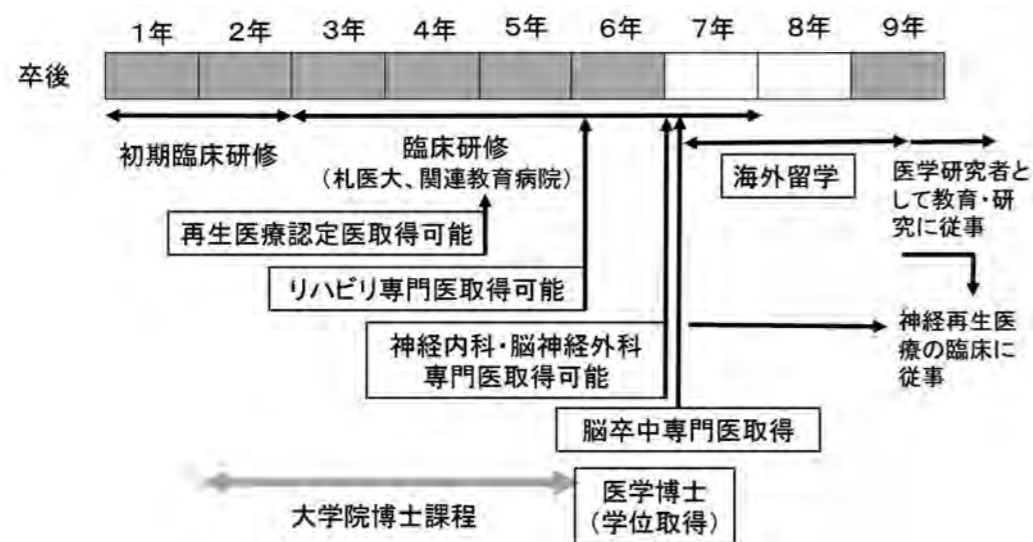 1年 2年 3年 4年 5年 6年 7年 8年 9年
卒後
初期臨床研修
臨床研修
（札医大、関連教育病院）
海外留学
医学研究者と
して教育・研
究に従事
再生医療認定医取得可能
リハビリ専門医取得可能
神経内科・脳神経外科
専門医取得可能
神経再生医
療の臨床に
従事
脳卒中専門医取得
大学院博士課程
医学博士
（学位取得）